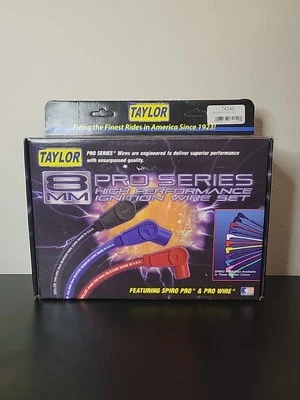 TAYLOR
Firing the Finest Rides in America Since 1923!
TAYLOR
PRO SERIES® Wires are engineered to deliver superior performance
with unsurpassed quality.
8MM
PRO SERIES
HIGH PERFORMANCE
IGNITION WIRE SET
FEATURING SPIRO PRO® & PRO WIRE®